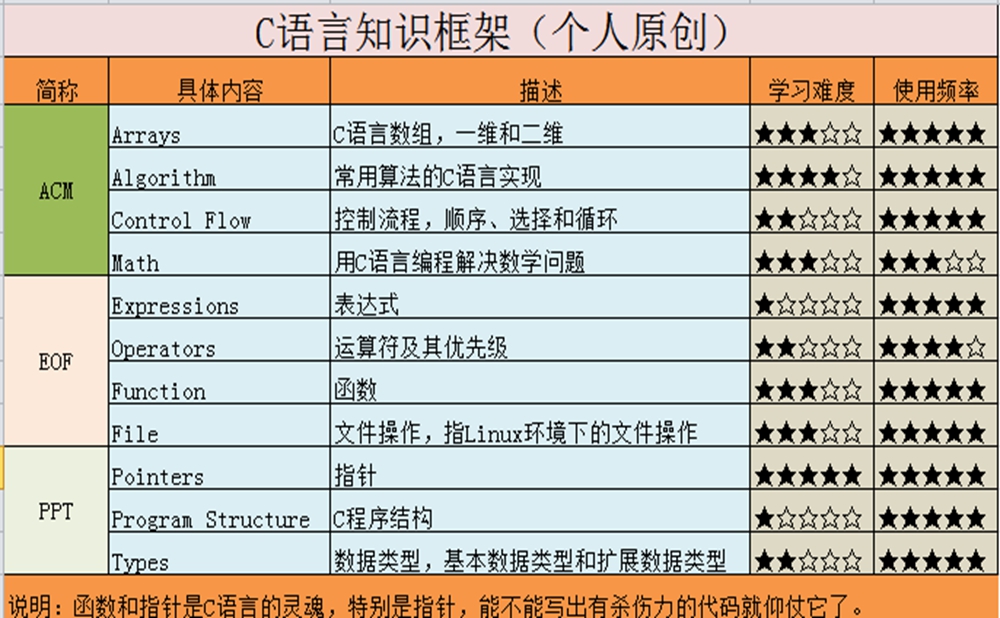 C语言知识框架（个人原创）
简称 具体内容 描述 学习难度 使用频率
ACM
Arrays C语言数组，一维和二维 ★★★☆☆ ★★★★★
Algorithm 常用算法的C语言实现 ★★★★☆ ★★★★★
Control Flow 控制流程，顺序、选择和循环 ★★☆☆☆ ★★★★★
Math 用C语言编程解决数学问题 ★★★☆☆ ★★★☆☆
EOF
Expressions 表达式 ★☆☆☆☆ ★★★★★
Operators 运算符及其优先级 ★★☆☆☆ ★★★★☆
Function 函数 ★★★☆☆ ★★★★★
File 文件操作，指Linux环境下的文件操作 ★★★☆☆ ★★★★★
PPT
Pointers 指针 ★★★★★ ★★★★★
Program Structure C程序结构 ★☆☆☆☆ ★★★★★
Types 数据类型，基本数据类型和扩展数据类型 ★★☆☆☆ ★★★★★
说明：函数和指针是C语言的灵魂，特别是指针，能不能写出有杀伤力的代码就仰仗它了。